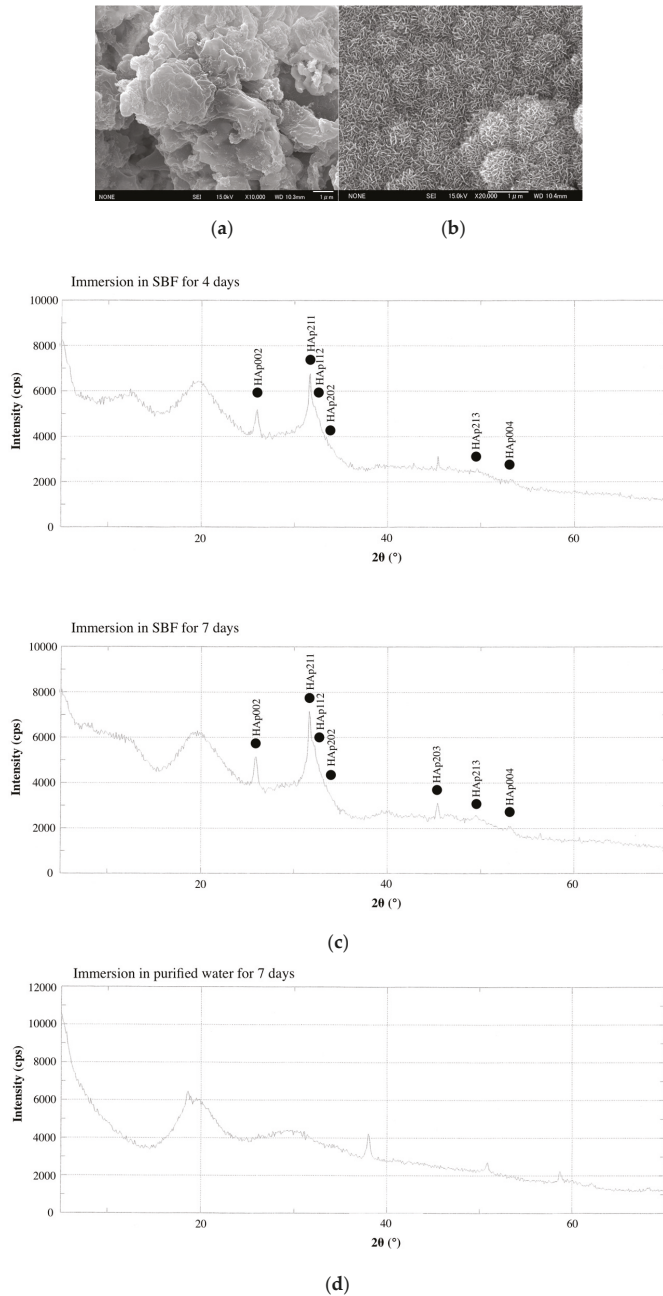 NONE SEI 15.0kV X10,000 WD 10.3mm 1μm
NONE SEI 15.0kV X20,000 1μm WD 10.4mm
(a)
(b)
Immersion in SBF for 4 days
10000
8000
6000
4000
2000
0
Intensity (cps)
HAp002
HAp211
HAp112
HAp202
HAp213
HAp004
20
40
60
2θ (°)
Immersion in SBF for 7 days
10000
8000
6000
4000
2000
0
Intensity (cps)
HAp002
HAp211
HAp112
HAp202
HAp203
HAp213
HAp004
20
40
60
2θ (°)
(c)
Immersion in purified water for 7 days
12000
10000
8000
6000
4000
2000
0
Intensity (cps)
20
40
60
2θ (°)
(d)